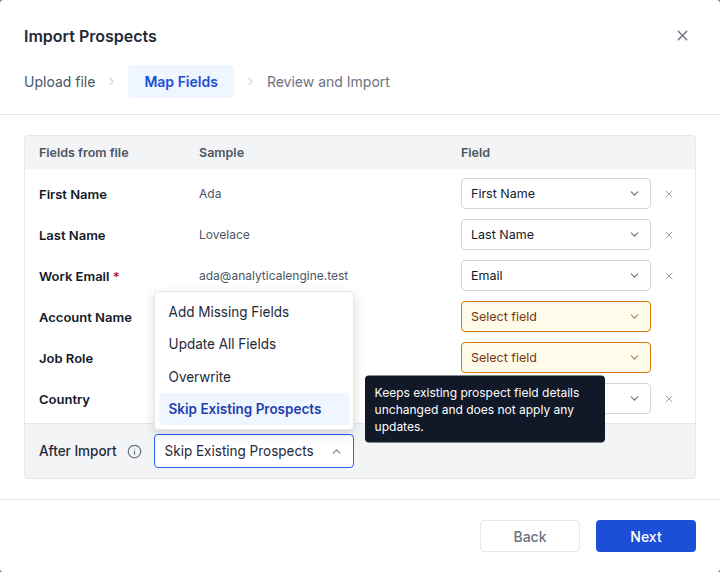 Import Prospects
Upload file
Map Fields
Review and Import
Fields from file Sample Field
First Name Ada First Name
Last Name Lovelace Last Name
Work Email * ada@analyticalengine.test Email
Account Name Select field
Job Role Select field
Country
Add Missing Fields
Update All Fields
Overwrite
Skip Existing Prospects
Keeps existing prospect field details
unchanged and does not apply any
updates.
After Import Skip Existing Prospects
Back
Next